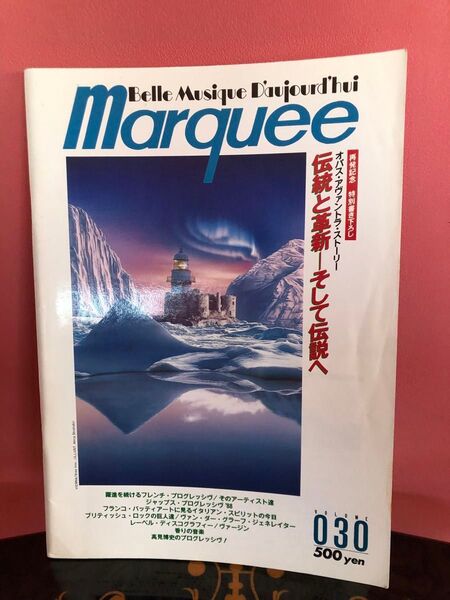 Belle Musique D'aujourd'hui
marquee
再発記念 特別書き下ろし
オパス・アヴァントラ・ストーリー
伝統と革新—そして伝説へ
躍進を続けるフレンチ・プログレッシヴ/そのアーティスト達
ジャップス・プログレッシヴ'88
フランコ・バッティアートに見るイタリアン・スピリットの今日
ブリティッシュ・ロックの巨人達/ヴァン・ダー・グラーフ・ジェネレイター
レーベル・ディスコグラフィー/ヴァージン
香りの音楽
高見博史のプログレッシヴ!
VOLUME
030
500 yen